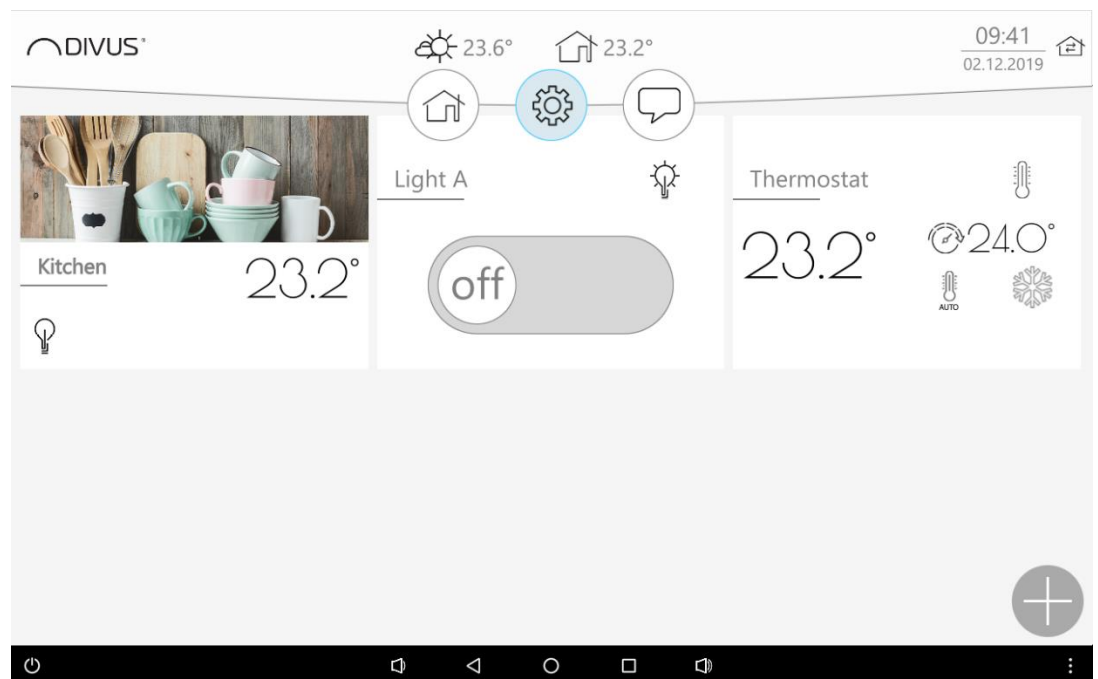 DIVUS
23.6°
23.2°
09:41
02.12.2019
Kitchen
23.2°
Light A
off
Thermostat
23.2°
24.0°
AUTO